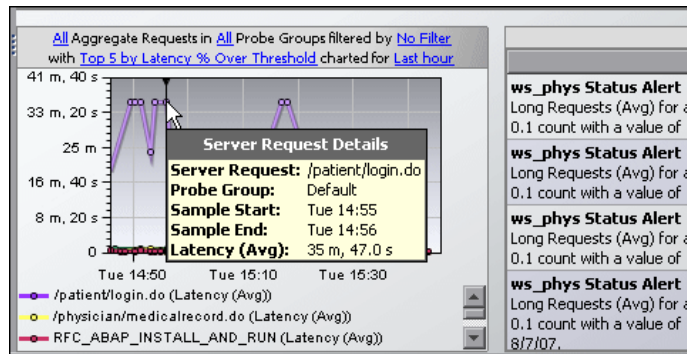 All Aggregate Requests in All Probe Groups filtered by No Filter
with Top 5 by Latency % Over Threshold charted for Last hour
41 m, 40 s
33 m, 20 s
25 m
16 m, 40 s
8 m, 20 s
0
Tue 14:50 Tue 15:10 Tue 15:30
Server Request Details
Server Request: /patient/login.do
Probe Group: Default
Sample Start: Tue 14:55
Sample End: Tue 14:56
Latency (Avg): 35 m, 47.0 s
/patient/login.do (Latency (Avg))
/physician/medicalrecord.do (Latency (Avg))
RFC_ABAP_INSTALL_AND_RUN (Latency (Avg))
ws_phys Status Alert
Long Requests (Avg) for a
0.1 count with a value of
ws_phys Status Alert
Long Requests (Avg) for a
0.1 count with a value of
ws_phys Status Alert
Long Requests (Avg) for a
0.1 count with a value of
ws_phys Status Alert
Long Requests (Avg) for a
0.1 count with a value of
8/7/07.